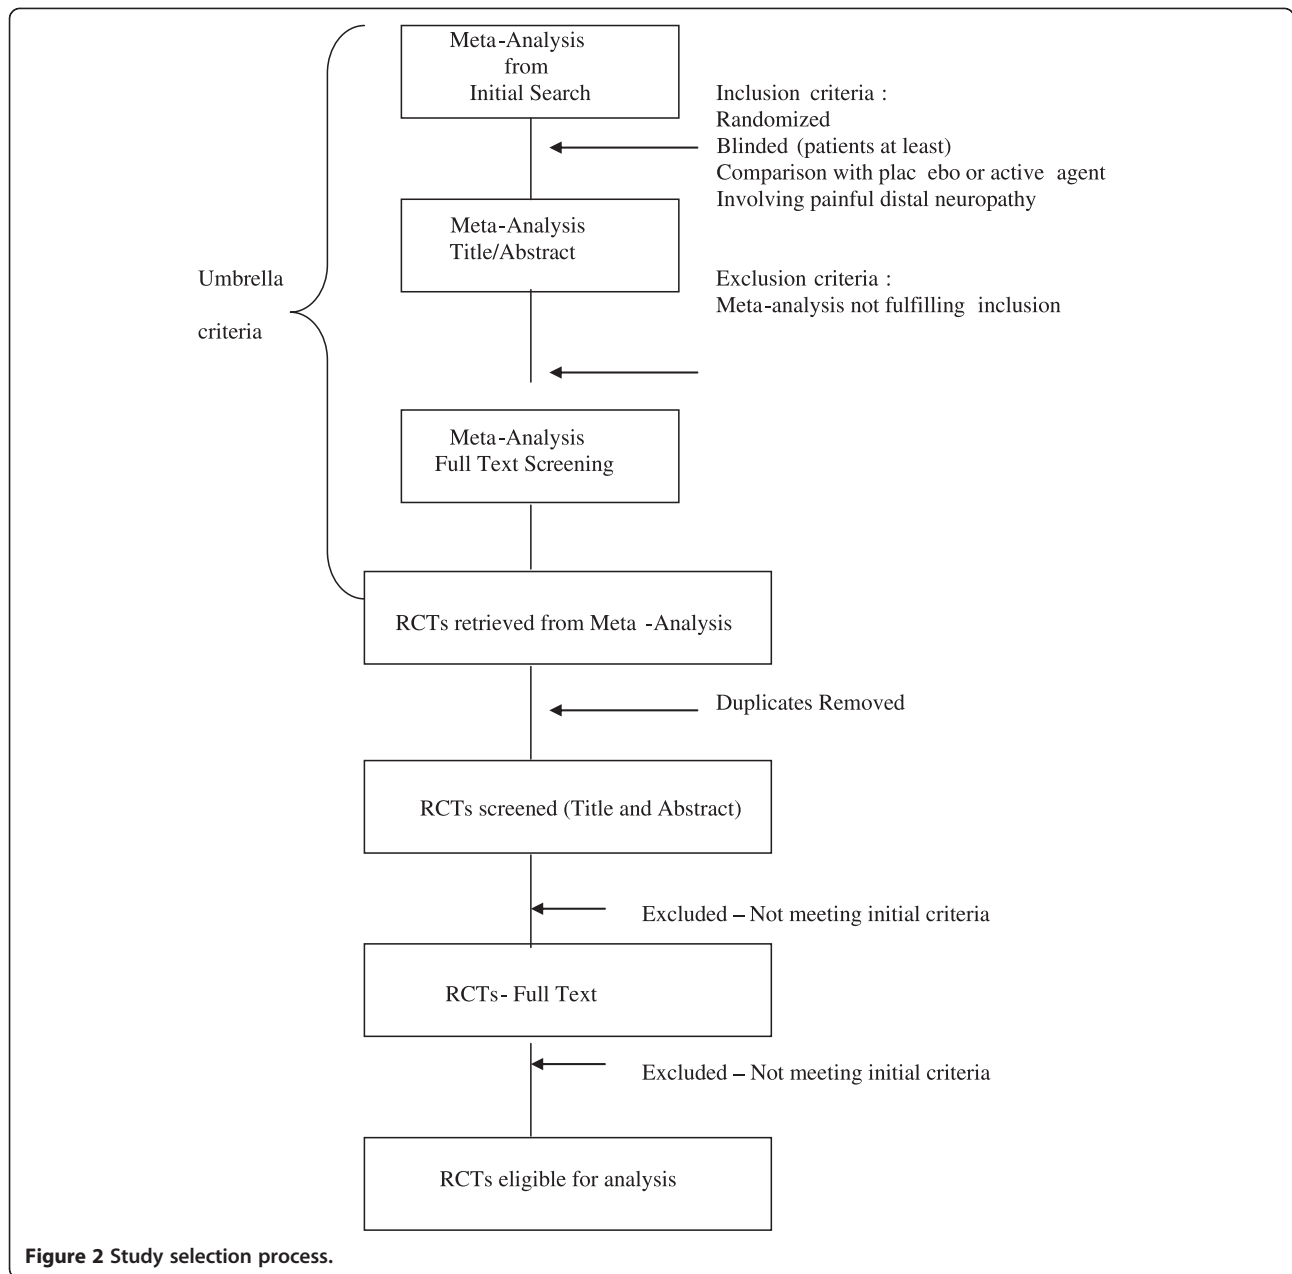 Meta-Analysis
from
Initial Search
Inclusion criteria :
Randomized
Blinded (patients at least)
Comparison with plac ebo or active agent
Involving painful distal neuropathy
Meta-Analysis
Title/Abstract
Umbrella
criteria
Exclusion criteria :
Meta-analysis not fulfilling inclusion
Meta-Analysis
Full Text Screening
RCTs retrieved from Meta -Analysis
Duplicates Removed
RCTs screened (Title and Abstract)
Excluded – Not meeting initial criteria
RCTs- Full Text
Excluded – Not meeting initial criteria
RCTs eligible for analysis
Figure 2 Study selection process.